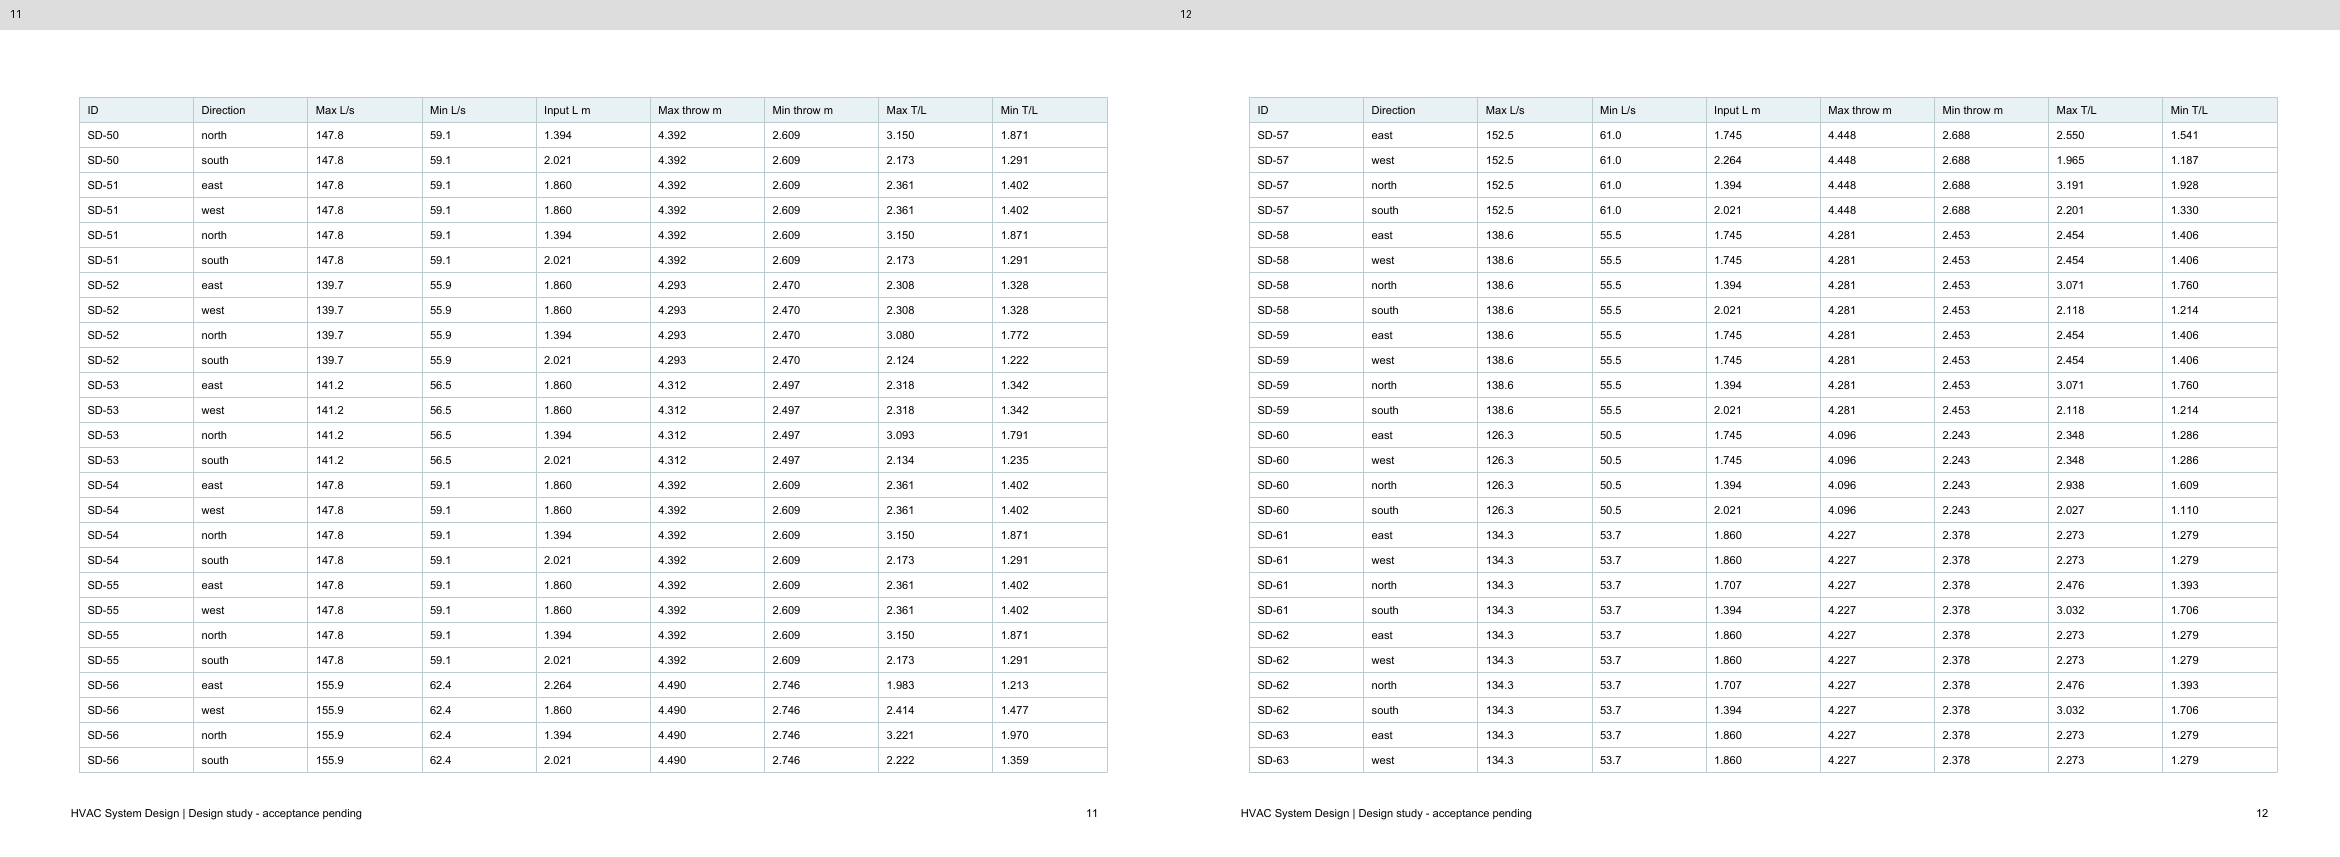 11
ID Direction Max L/s Min L/s Input L m Max throw m Min throw m Max T/L Min T/L
SD-50 north 147.8 59.1 1.394 4.392 2.609 3.150 1.871
SD-50 south 147.8 59.1 2.021 4.392 2.609 2.173 1.291
SD-51 east 147.8 59.1 1.860 4.392 2.609 2.361 1.402
SD-51 west 147.8 59.1 1.860 4.392 2.609 2.361 1.402
SD-51 north 147.8 59.1 1.394 4.392 2.609 3.150 1.871
SD-51 south 147.8 59.1 2.021 4.392 2.609 2.173 1.291
SD-52 east 139.7 55.9 1.860 4.293 2.470 2.308 1.328
SD-52 west 139.7 55.9 1.860 4.293 2.470 2.308 1.328
SD-52 north 139.7 55.9 1.394 4.293 2.470 3.080 1.772
SD-52 south 139.7 55.9 2.021 4.293 2.470 2.124 1.222
SD-53 east 141.2 56.5 1.860 4.312 2.497 2.318 1.342
SD-53 west 141.2 56.5 1.860 4.312 2.497 2.318 1.342
SD-53 north 141.2 56.5 1.394 4.312 2.497 3.093 1.791
SD-53 south 141.2 56.5 2.021 4.312 2.497 2.134 1.235
SD-54 east 147.8 59.1 1.860 4.392 2.609 2.361 1.402
SD-54 west 147.8 59.1 1.860 4.392 2.609 2.361 1.402
SD-54 north 147.8 59.1 1.394 4.392 2.609 3.150 1.871
SD-54 south 147.8 59.1 2.021 4.392 2.609 2.173 1.291
SD-55 east 147.8 59.1 1.860 4.392 2.609 2.361 1.402
SD-55 west 147.8 59.1 1.860 4.392 2.609 2.361 1.402
SD-55 north 147.8 59.1 1.394 4.392 2.609 3.150 1.871
SD-55 south 147.8 59.1 2.021 4.392 2.609 2.173 1.291
SD-56 east 155.9 62.4 2.264 4.490 2.746 1.983 1.213
SD-56 west 155.9 62.4 1.860 4.490 2.746 2.414 1.477
SD-56 north 155.9 62.4 1.394 4.490 2.746 3.221 1.970
SD-56 south 155.9 62.4 2.021 4.490 2.746 2.222 1.359
HVAC System Design | Design study - acceptance pending 11
12
ID Direction Max L/s Min L/s Input L m Max throw m Min throw m Max T/L Min T/L
SD-57 east 152.5 61.0 1.745 4.448 2.688 2.550 1.541
SD-57 west 152.5 61.0 2.264 4.448 2.688 1.965 1.187
SD-57 north 152.5 61.0 1.394 4.448 2.688 3.191 1.928
SD-57 south 152.5 61.0 2.021 4.448 2.688 2.201 1.330
SD-58 east 138.6 55.5 1.745 4.281 2.453 2.454 1.406
SD-58 west 138.6 55.5 1.745 4.281 2.453 2.454 1.406
SD-58 north 138.6 55.5 1.394 4.281 2.453 3.071 1.760
SD-58 south 138.6 55.5 2.021 4.281 2.453 2.118 1.214
SD-59 east 138.6 55.5 1.745 4.281 2.453 2.454 1.406
SD-59 west 138.6 55.5 1.745 4.281 2.453 2.454 1.406
SD-59 north 138.6 55.5 1.394 4.281 2.453 3.071 1.760
SD-59 south 138.6 55.5 2.021 4.281 2.453 2.118 1.214
SD-60 east 126.3 50.5 1.745 4.096 2.243 2.348 1.286
SD-60 west 126.3 50.5 1.745 4.096 2.243 2.348 1.286
SD-60 north 126.3 50.5 1.394 4.096 2.243 2.938 1.609
SD-60 south 126.3 50.5 2.021 4.096 2.243 2.027 1.110
SD-61 east 134.3 53.7 1.860 4.227 2.378 2.273 1.279
SD-61 west 134.3 53.7 1.860 4.227 2.378 2.273 1.279
SD-61 north 134.3 53.7 1.707 4.227 2.378 2.476 1.393
SD-61 south 134.3 53.7 1.394 4.227 2.378 3.032 1.706
SD-62 east 134.3 53.7 1.860 4.227 2.378 2.273 1.279
SD-62 west 134.3 53.7 1.860 4.227 2.378 2.273 1.279
SD-62 north 134.3 53.7 1.707 4.227 2.378 2.476 1.393
SD-62 south 134.3 53.7 1.394 4.227 2.378 3.032 1.706
SD-63 east 134.3 53.7 1.860 4.227 2.378 2.273 1.279
SD-63 west 134.3 53.7 1.860 4.227 2.378 2.273 1.279
HVAC System Design | Design study - acceptance pending 12